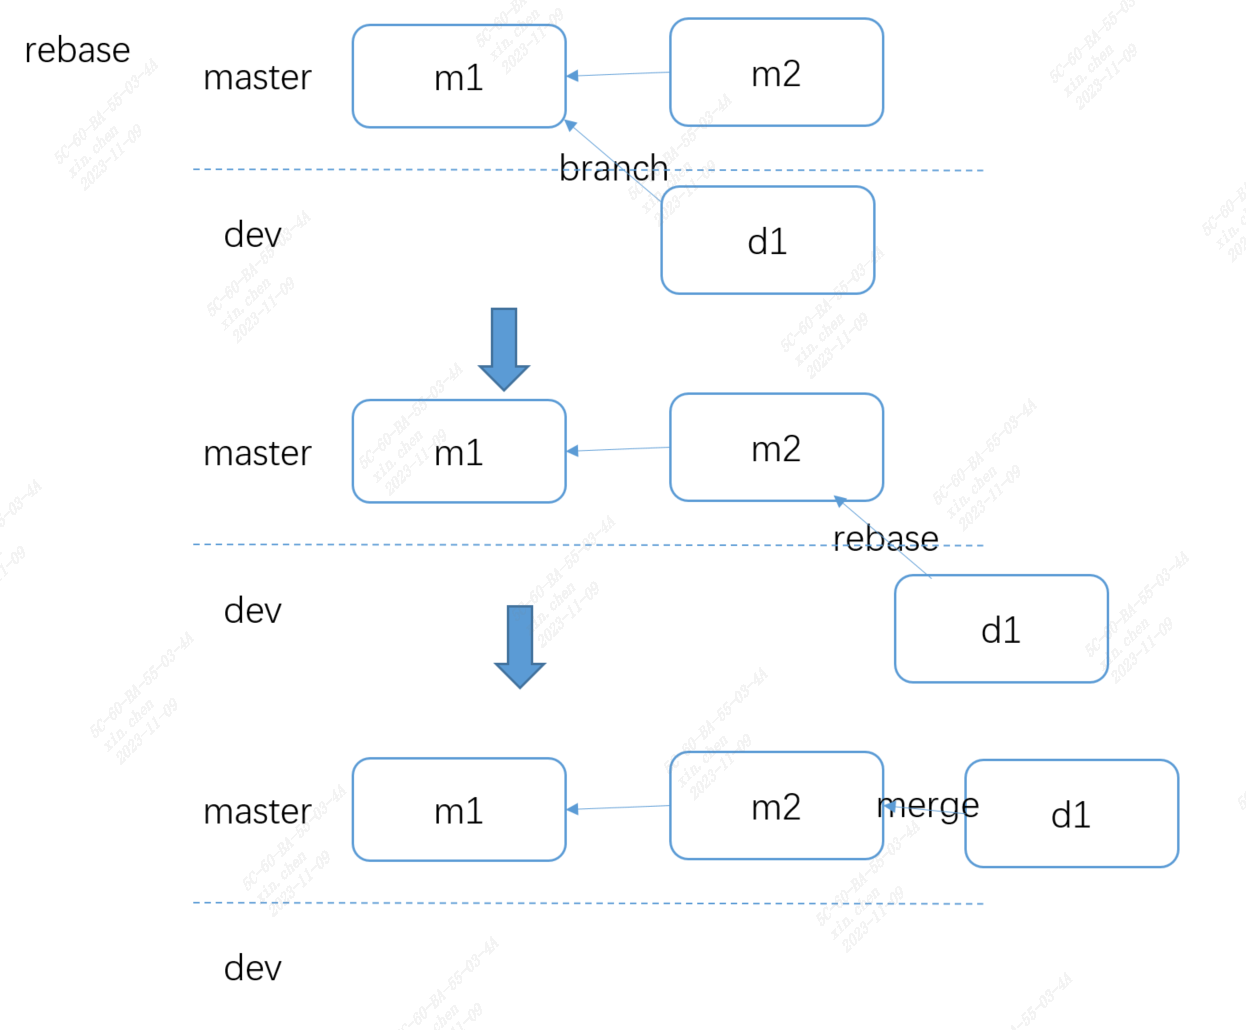 rebase
master
m1
m2
branch
dev
d1
master
m1
m2
rebase
dev
d1
master
m1
m2
merge
d1
dev
5C-60-BA-55-03-4A
xin.chen
2023-11-09